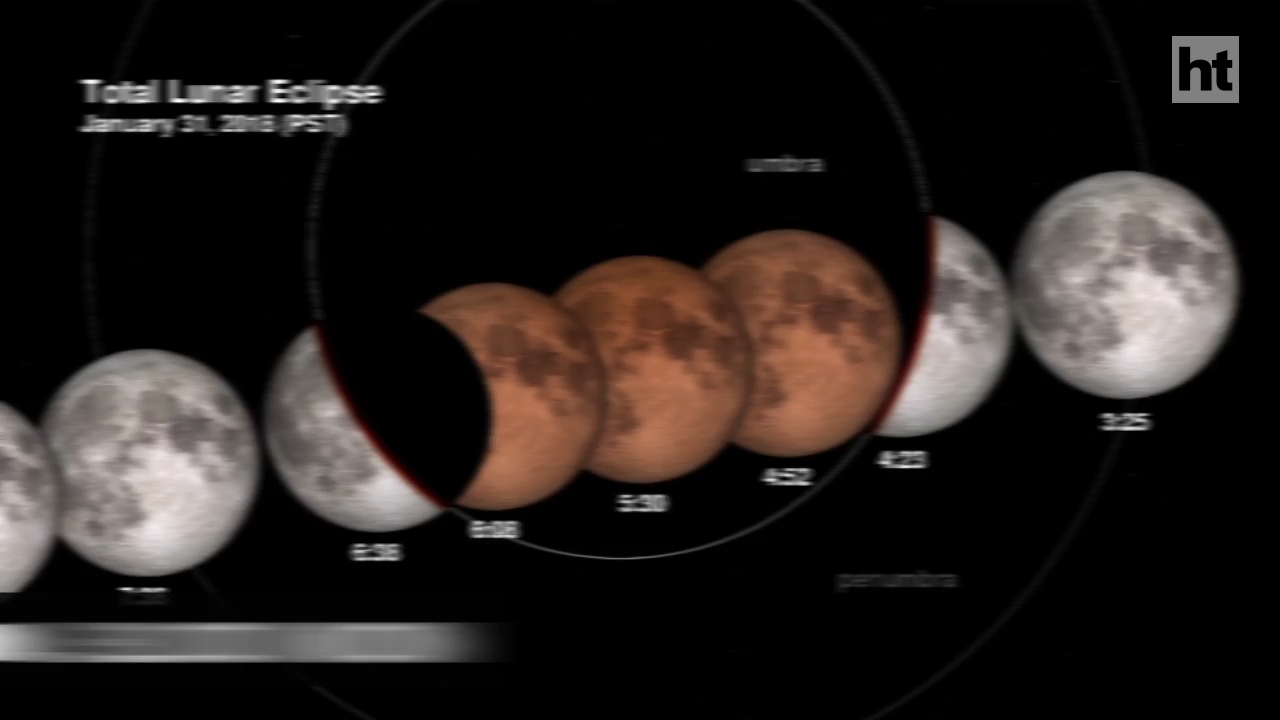 Total Lunar Eclipse
January 31, 2018 (PST)
ht
umbra
3:25
4:23
4:52
5:30
6:08
6:38
penumbra